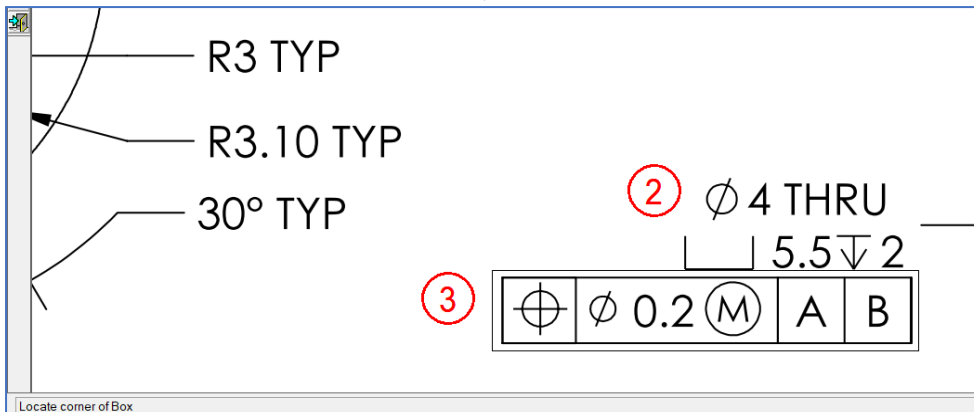 R3 TYP
R3.10 TYP
30° TYP
2 ⌀ 4 THRU
⌴ 5.5 ↧ 2
3 ⌖ ⌀ 0.2 Ⓜ A B
Locate corner of Box